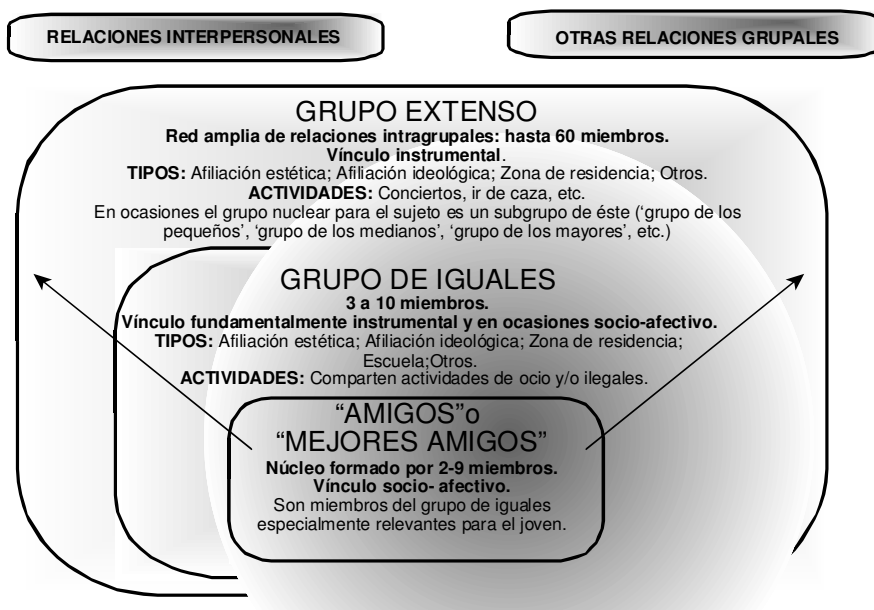 RELACIONES INTERPERSONALES
OTRAS RELACIONES GRUPALES
GRUPO EXTENSO
Red amplia de relaciones intragrupales: hasta 60 miembros.
Vínculo instrumental.
TIPOS: Afiliación estética; Afiliación ideológica; Zona de residencia; Otros.
ACTIVIDADES: Conciertos, ir de caza, etc.
En ocasiones el grupo nuclear para el sujeto es un subgrupo de éste (‘grupo de los
pequeños’, ‘grupo de los medianos’, ‘grupo de los mayores’, etc.)
GRUPO DE IGUALES
3 a 10 miembros.
Vínculo fundamentalmente instrumental y en ocasiones socio-afectivo.
TIPOS: Afiliación estética; Afiliación ideológica; Zona de residencia;
Escuela;Otros.
ACTIVIDADES: Comparten actividades de ocio y/o ilegales.
“AMIGOS”o
“MEJORES AMIGOS”
Núcleo formado por 2-9 miembros.
Vínculo socio- afectivo.
Son miembros del grupo de iguales
especialmente relevantes para el joven.